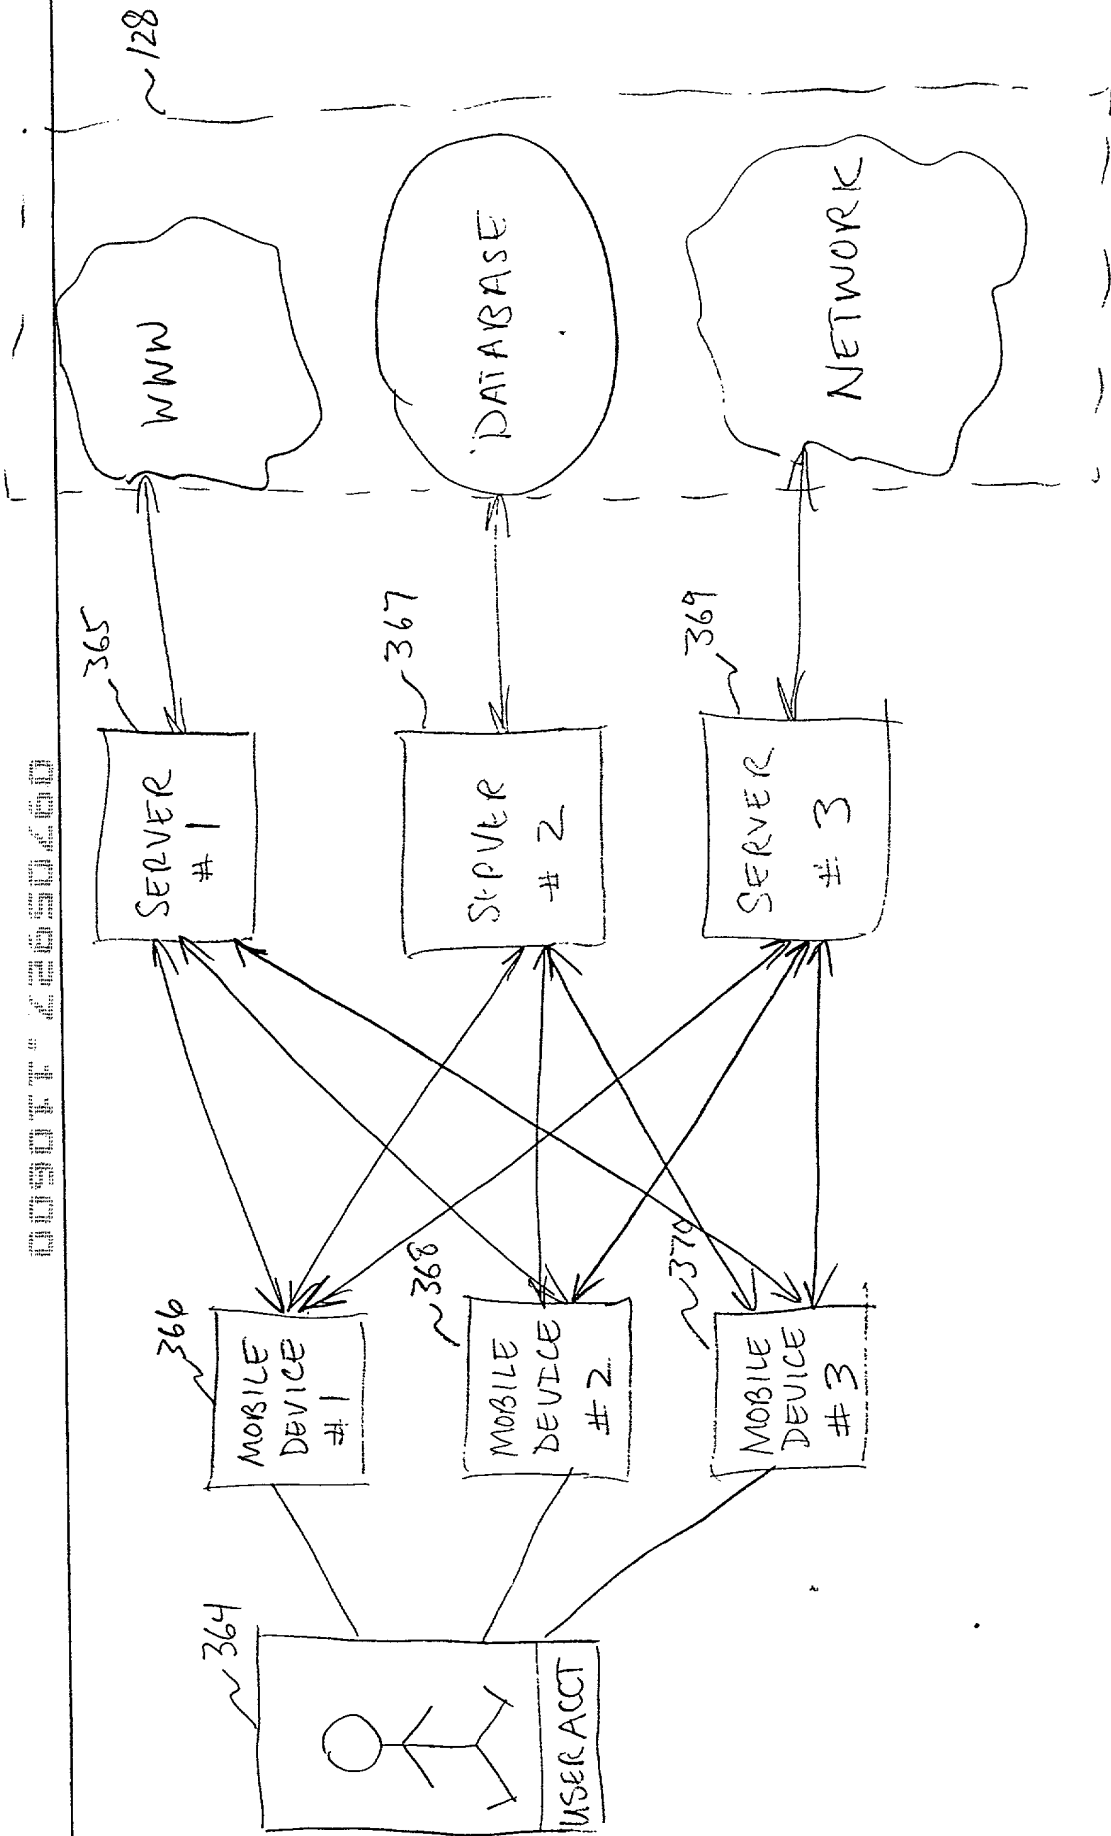 ~128
WWW
DATABASE
NETWORK
365
367
369
SERVER
#1
SERVER
#2
SERVER
#3
366
~368
~370
MOBILE
DEVICE
#1
MOBILE
DEVICE
#2
MOBILE
DEVICE
#3
~364
USER ACCT